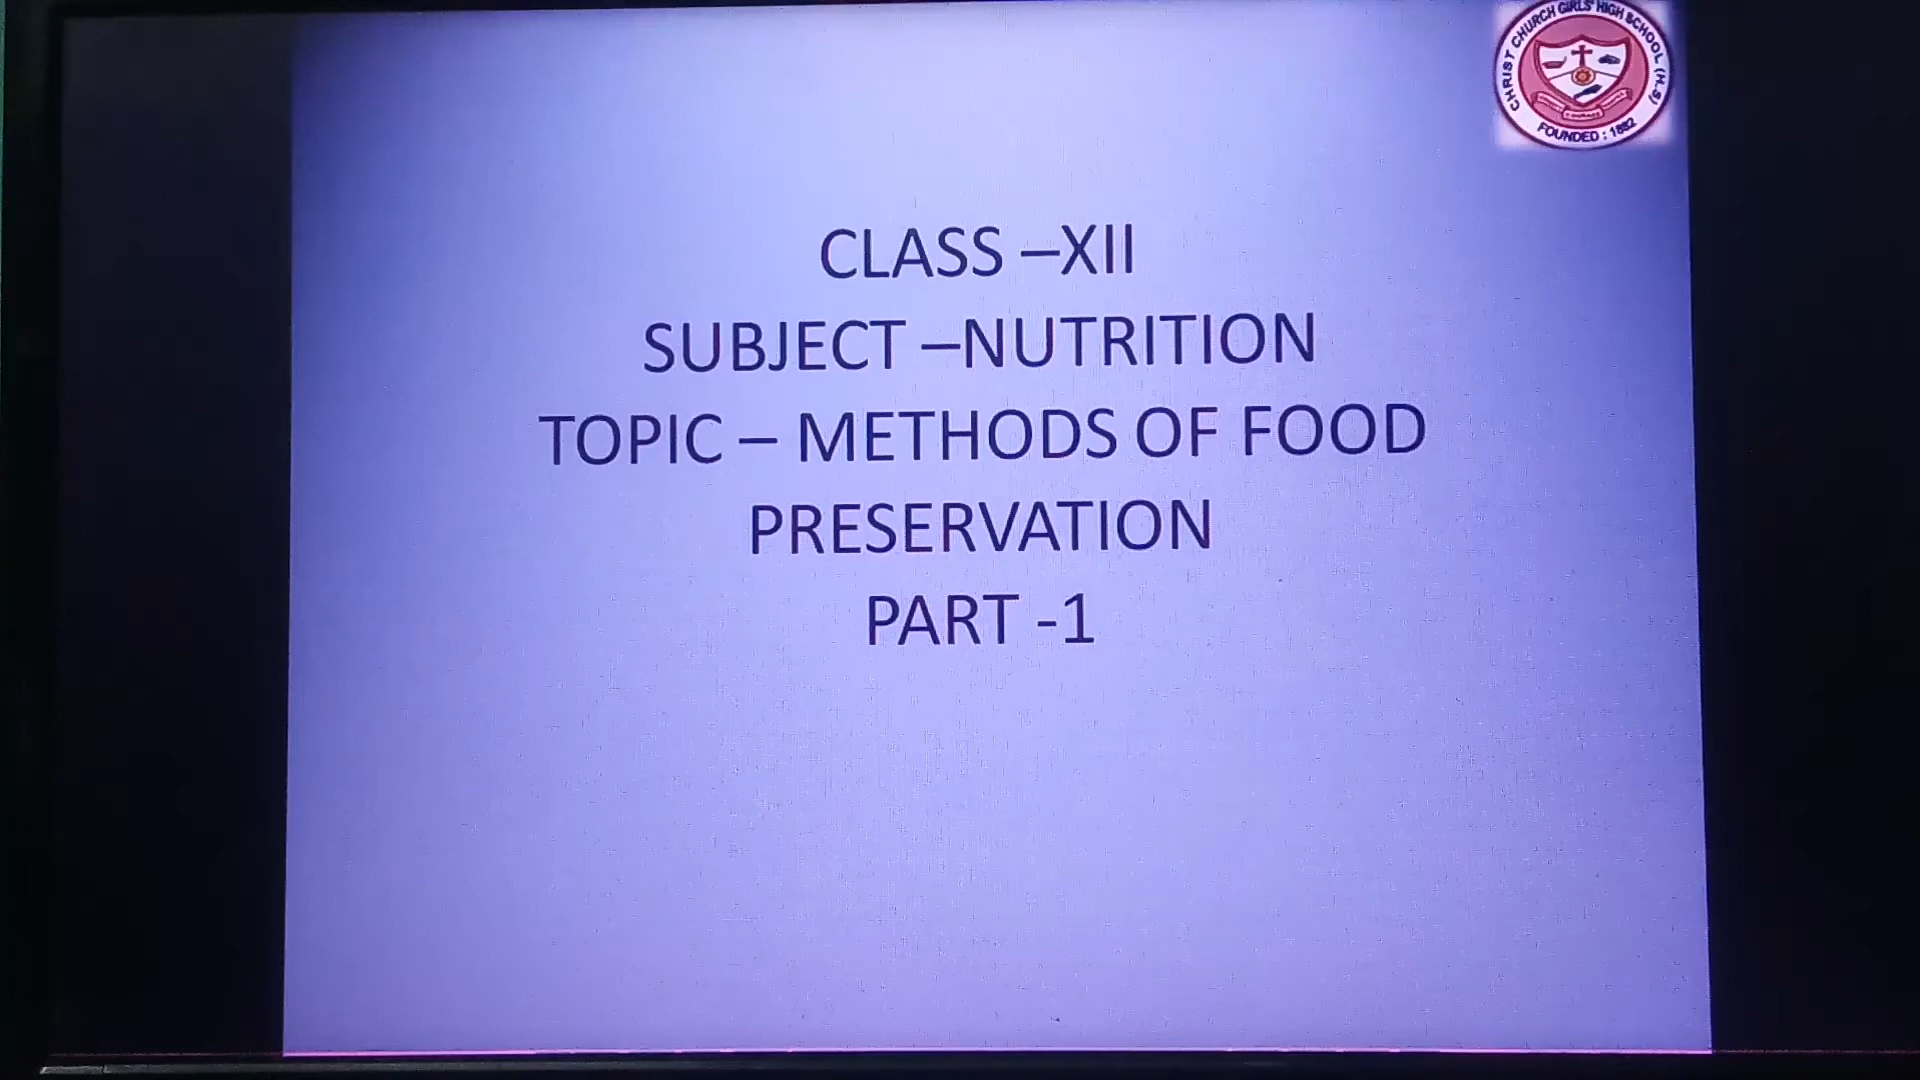 CHRIST CHURCH GIRLS' HIGH SCHOOL (H.S)
FOUNDED : 1882
CLASS –XII
SUBJECT –NUTRITION
TOPIC – METHODS OF FOOD
PRESERVATION
PART -1